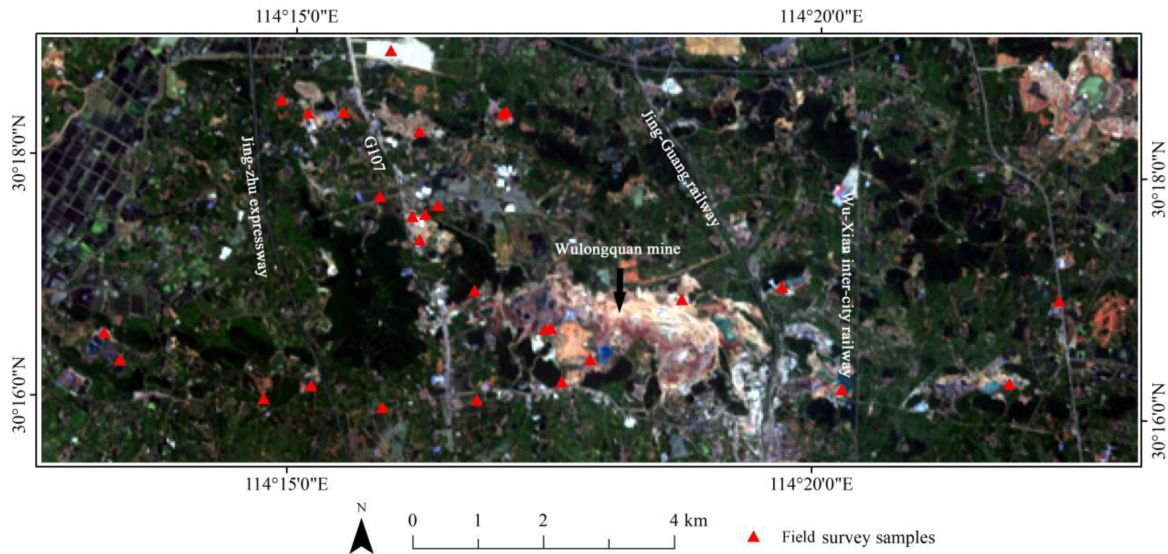 114°15'0"E
114°20'0"E
30°18'0"N
30°18'0"N
Jing-zhu expressway
G107
Jing-Guang railway
Wu-Xian inter-city railway
Wulongquan mine
30°16'0"N
30°16'0"N
114°15'0"E
114°20'0"E
N
0 1 2 4 km
Field survey samples